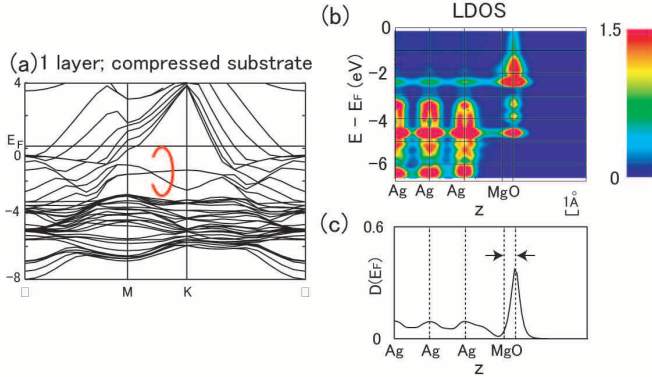 (a)1 layer; compressed substrate
4
E_F
0
−4
−8
□ M K □
(b) LDOS
E − E_F (eV)
0
−2
−4
−6
Ag Ag Ag MgO
z
1Å
1.5
0
(c)
D(E_F)
0.6
0
Ag Ag Ag MgO
z